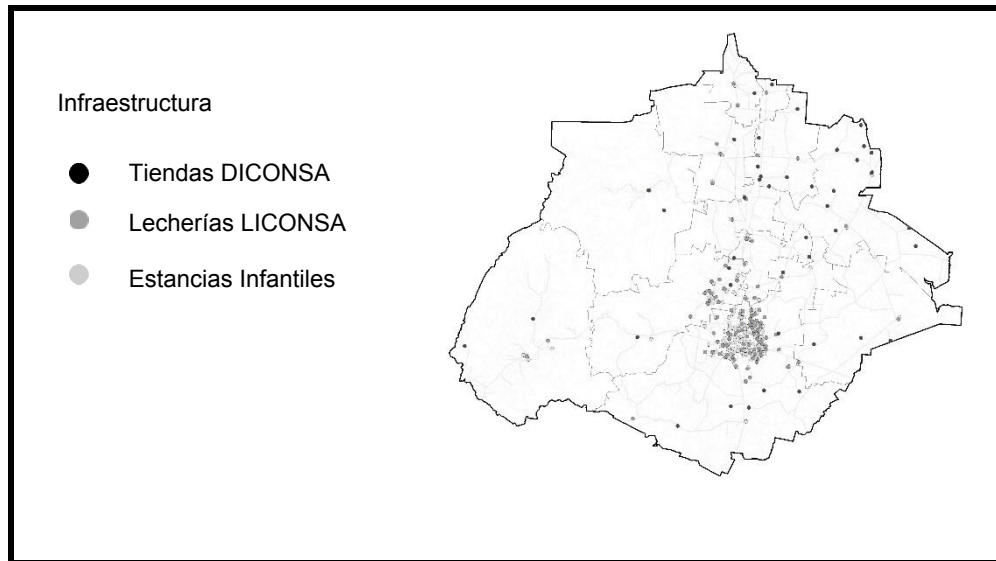 Infraestructura
Tiendas DICONSA
Lecherías LICONSA
Estancias Infantiles